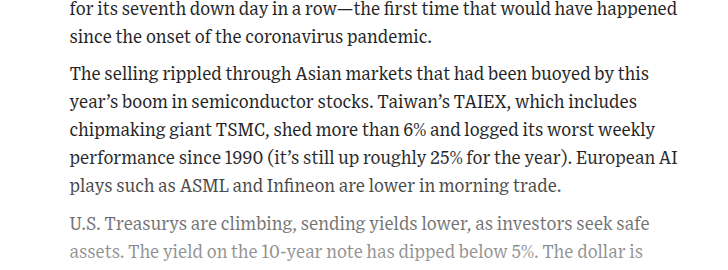 for its seventh down day in a row—the first time that would have happened
since the onset of the coronavirus pandemic.
The selling rippled through Asian markets that had been buoyed by this
year’s boom in semiconductor stocks. Taiwan’s TAIEX, which includes
chipmaking giant TSMC, shed more than 6% and logged its worst weekly
performance since 1990 (it’s still up roughly 25% for the year). European AI
plays such as ASML and Infineon are lower in morning trade.
U.S. Treasurys are climbing, sending yields lower, as investors seek safe
assets. The yield on the 10-year note has dipped below 5%. The dollar is